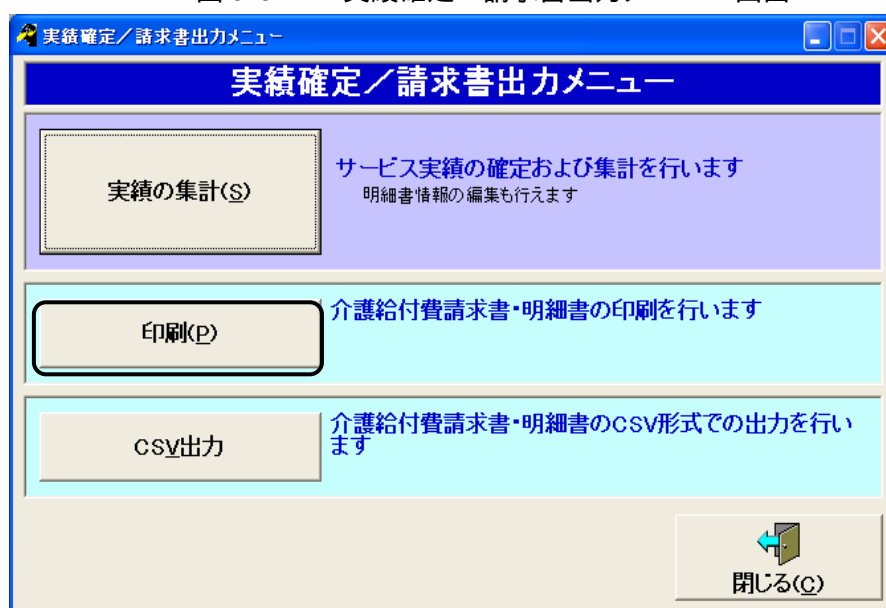 実績確定／請求書出力メニュー
実績確定／請求書出力メニュー
実績の集計(S)
サービス実績の確定および集計を行います
明細書情報の編集も行えます
印刷(P)
介護給付費請求書・明細書の印刷を行います
CSV出力
介護給付費請求書・明細書のCSV形式での出力を行い
ます
閉じる(C)